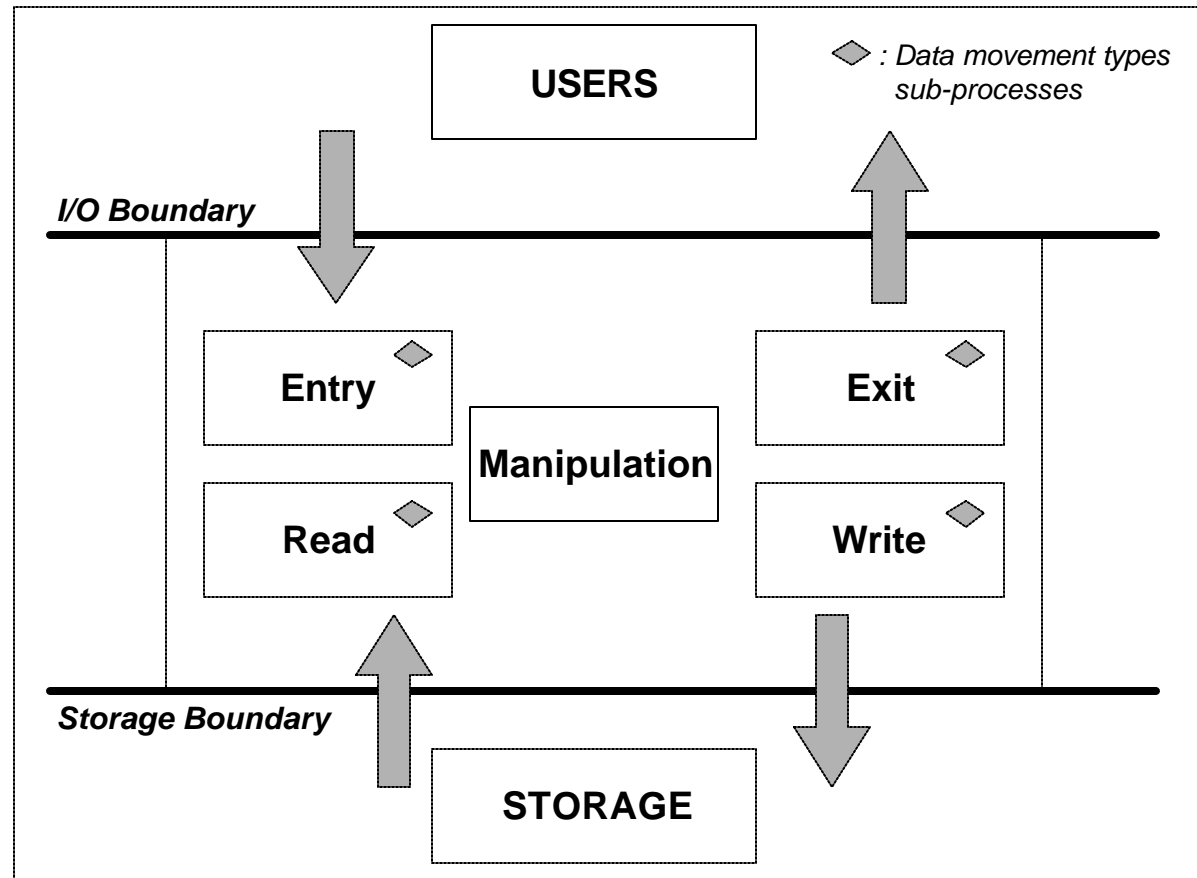 USERS
: Data movement types
sub-processes
I/O Boundary
Entry
Exit
Manipulation
Read
Write
Storage Boundary
STORAGE